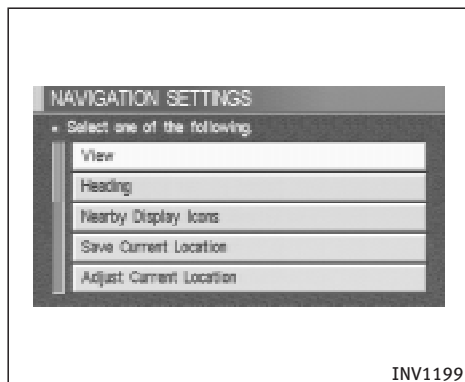 NAVIGATION SETTINGS
Select one of the following.
View
Heading
Nearby Display Icons
Save Current Location
Adjust Current Location
INV1199